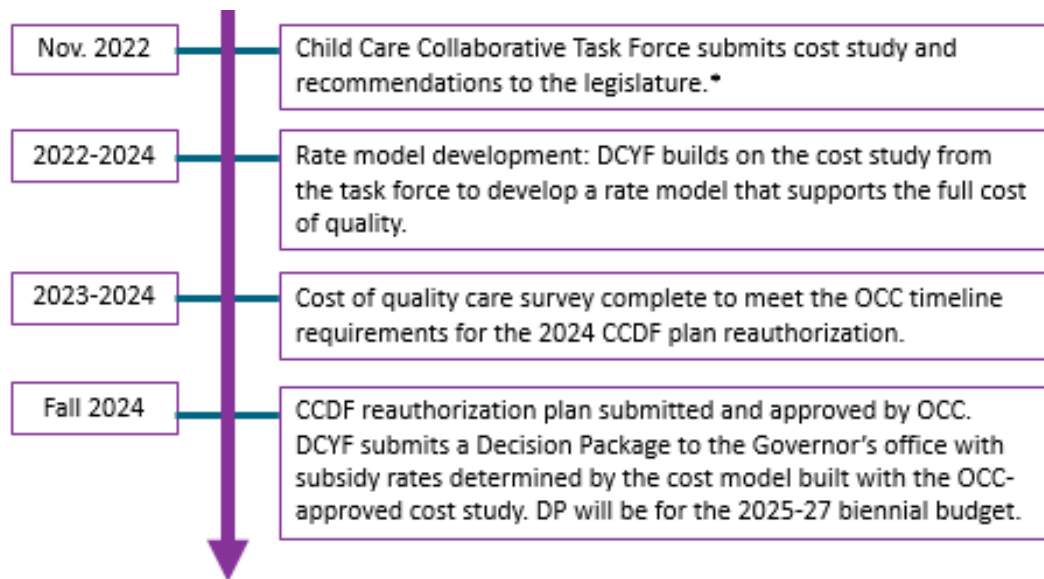 Nov. 2022
Child Care Collaborative Task Force submits cost study and
recommendations to the legislature.*
2022-2024
Rate model development: DCYF builds on the cost study from
the task force to develop a rate model that supports the full cost
of quality.
2023-2024
Cost of quality care survey complete to meet the OCC timeline
requirements for the 2024 CCDF plan reauthorization.
Fall 2024
CCDF reauthorization plan submitted and approved by OCC.
DCYF submits a Decision Package to the Governor's office with
subsidy rates determined by the cost model built with the OCC-
approved cost study. DP will be for the 2025-27 biennial budget.